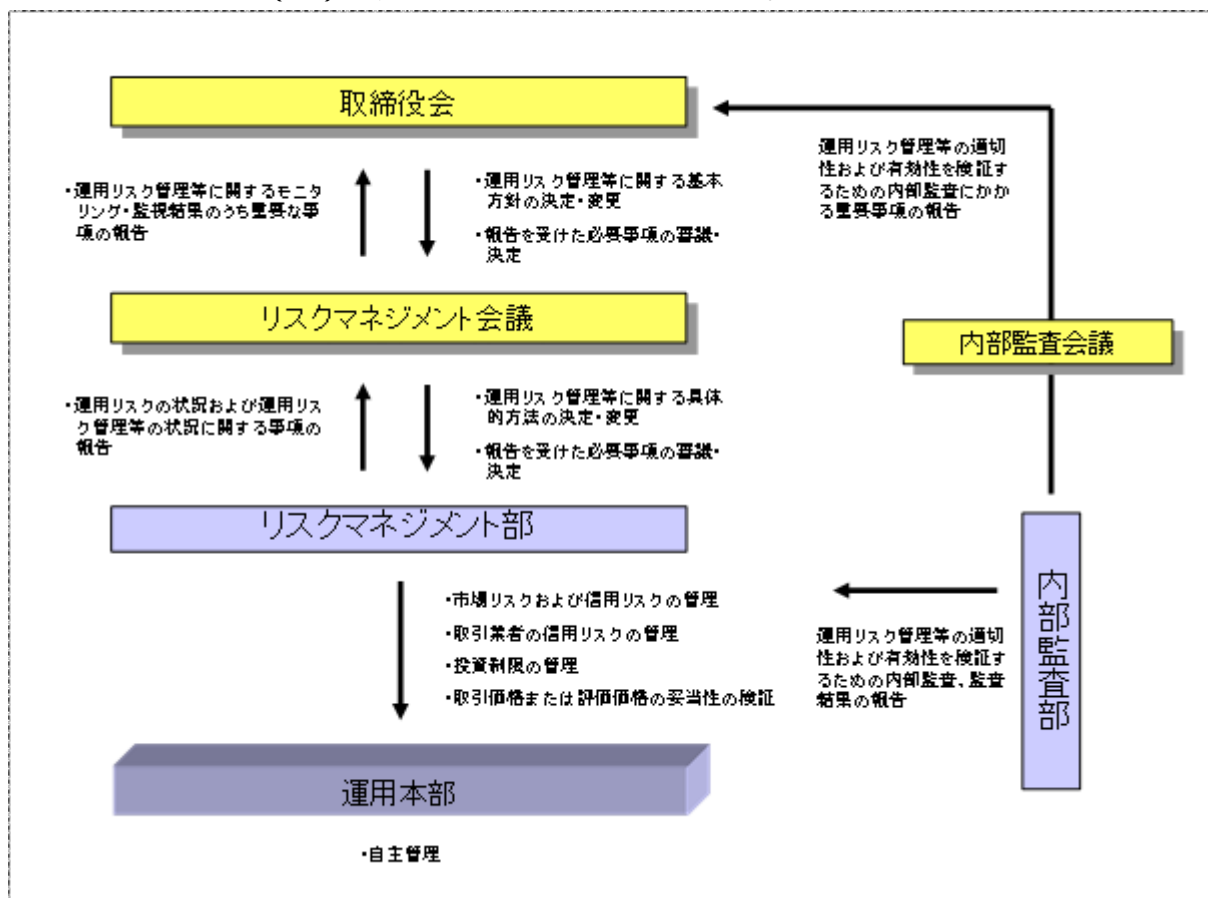 取締役会
・運用リスク管理等に関するモニ
タリング・監視結果のうち重要な事
項の報告
・運用リスク管理等に関する基本
方針の決定・変更
・報告を受けた必要事項の審議・
決定
運用リスク管理等の適切
性および有効性を検証す
るための内部監査にかか
る重要事項の報告
リスクマネジメント会議
内部監査会議
・運用リスクの状況および運用リス
ク管理等の状況に関する事項の
報告
・運用リスク管理等に関する具体
的方法の決定・変更
・報告を受けた必要事項の審議・
決定
リスクマネジメント部
・市場リスクおよび信用リスクの管理
・取引業者の信用リスクの管理
・投資制限の管理
・取引価格または評価価格の妥当性の検証
運用リスク管理等の適切
性および有効性を検証す
るための内部監査、監査
結果の報告
内部監査部
運用本部
・自主管理